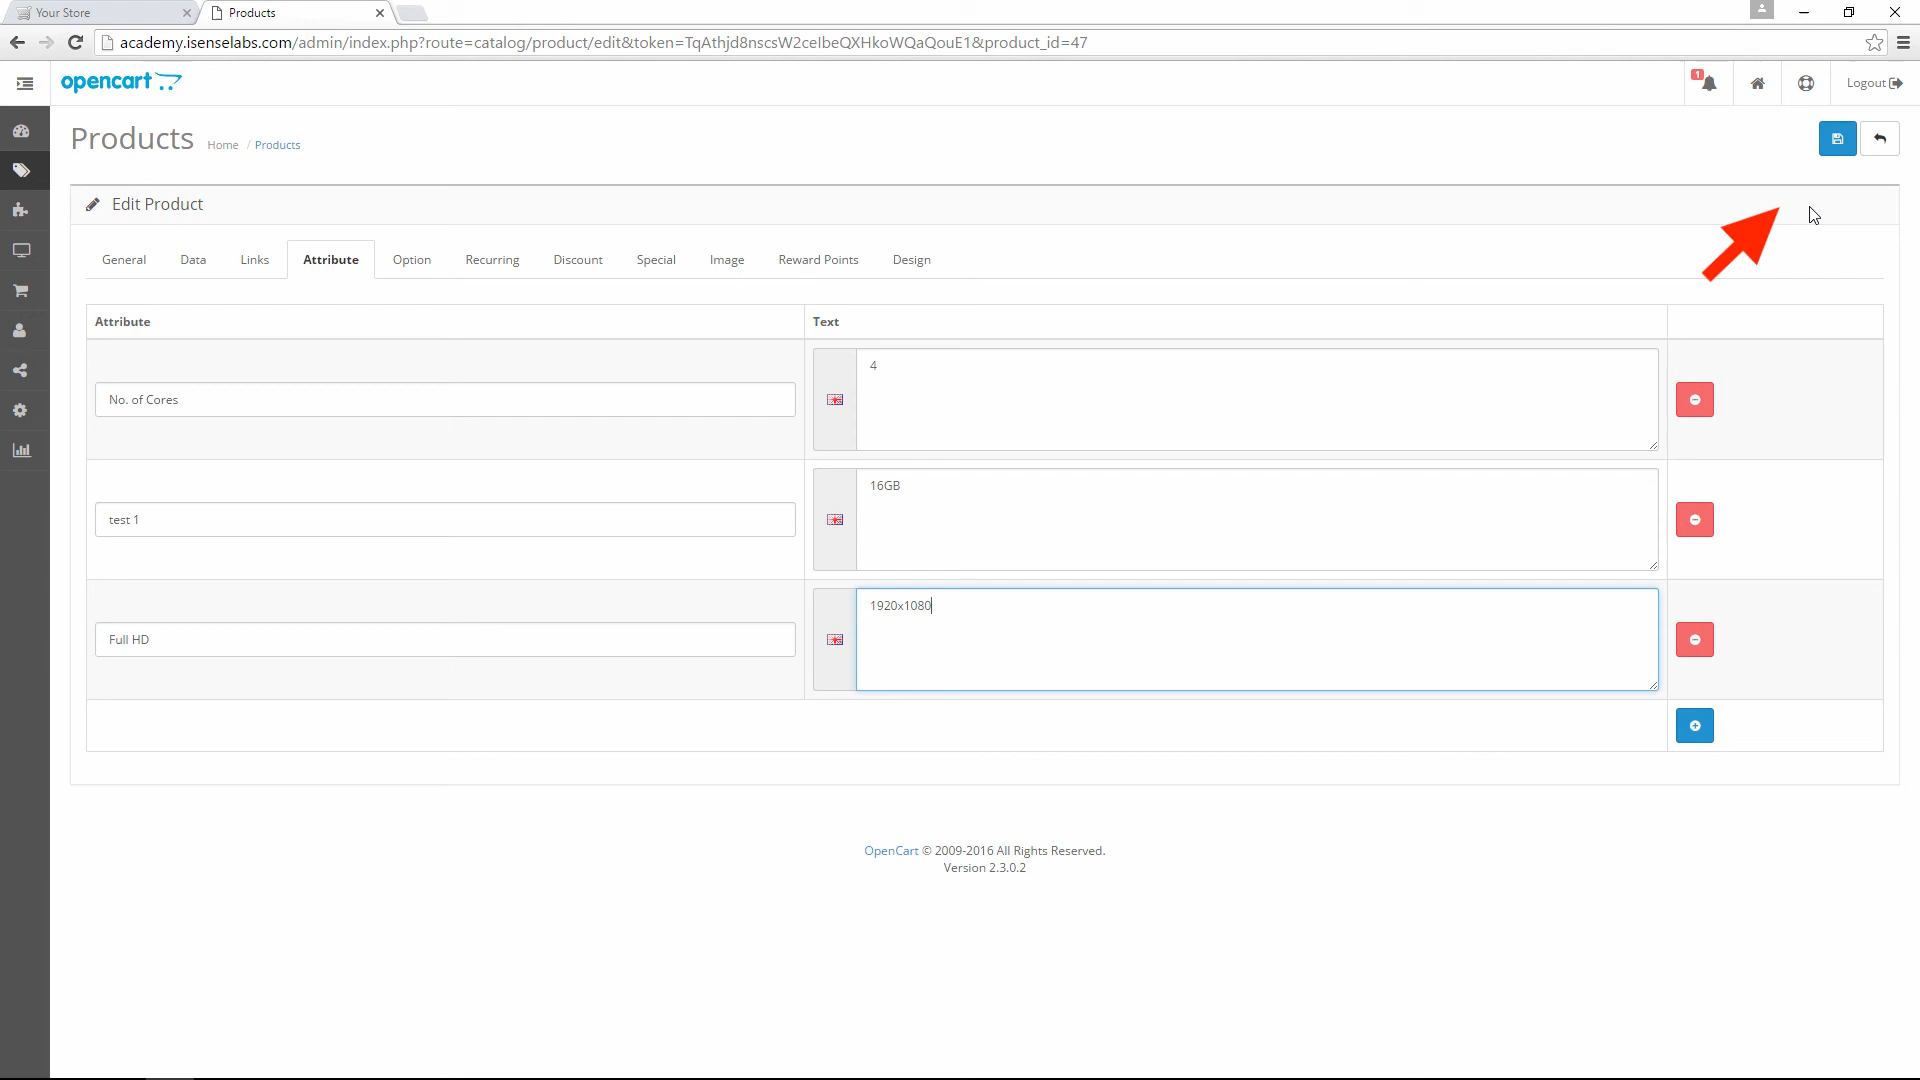 Your Store
Products
academy.isenselabs.com/admin/index.php?route=catalog/product/edit&token=TqAthjd8nscsW2ceIbeQXHkoWQaQouE1&product_id=47
opencart
1
Logout
Products
Home / Products
Edit Product
General Data Links Attribute Option Recurring Discount Special Image Reward Points Design
Attribute Text
No. of Cores 4
test 1 16GB
Full HD 1920x1080
OpenCart © 2009-2016 All Rights Reserved.
Version 2.3.0.2